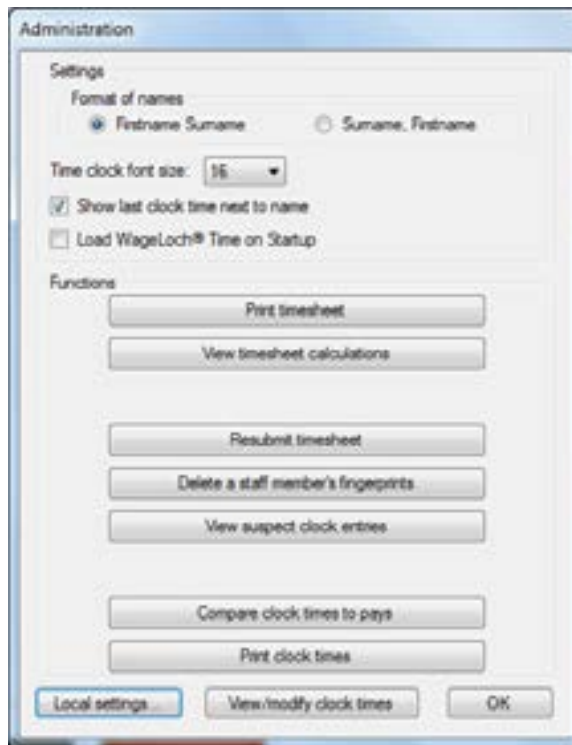 Administration
Settings
Format of names
Firstname Surname Surname, Firstname
Time clock font size: 16
Show last clock time next to name
Load WageLoch® Time on Startup
Functions
Print timesheet
View timesheet calculations
Resubmit timesheet
Delete a staff member's fingerprints
View suspect clock entries
Compare clock times to pays
Print clock times
Local settings... View/modify clock times OK